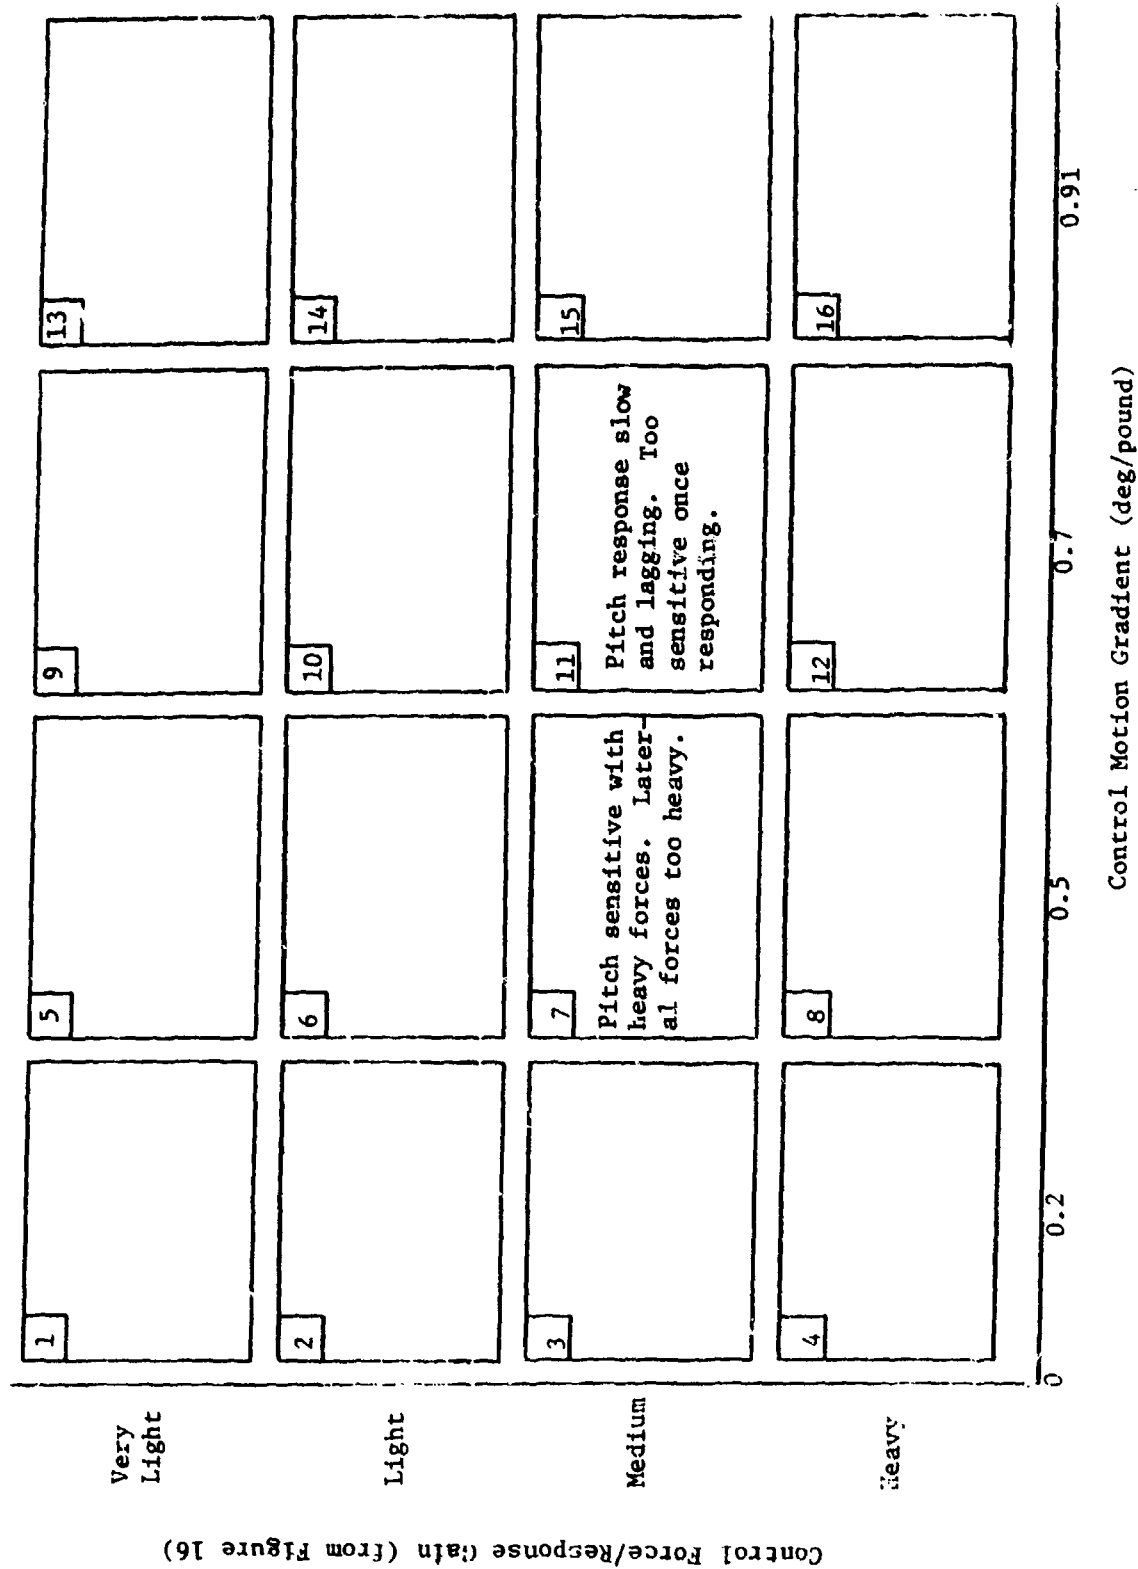 Control Force/Response Gain (from Figure 16)
Very
Light
Light
Medium
Heavy
1
5
9
13
2
6
10
14
3
7
Pitch sensitive with
heavy forces. Later-
al forces too heavy.
11
Pitch response slow
and lagging. Too
sensitive once
responding.
15
4
8
12
16
0
0.2
0.5
0.7
0.91
Control Motion Gradient (deg/pound)